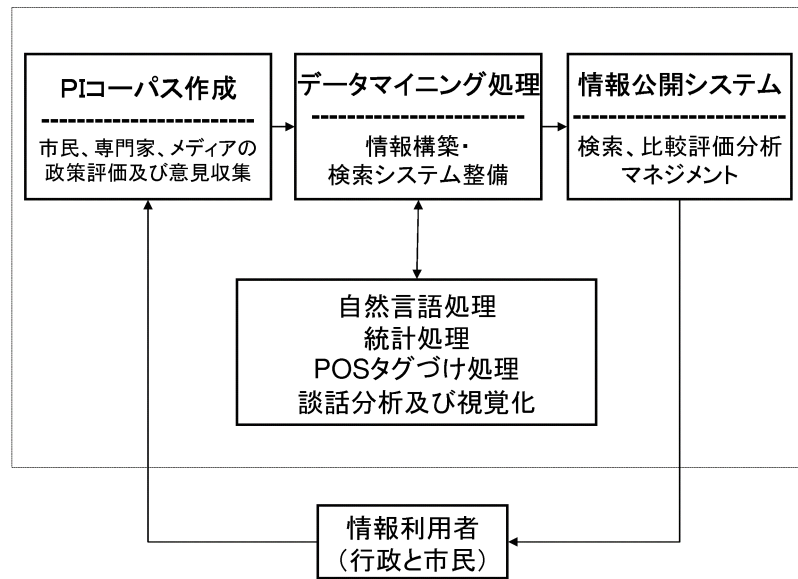 PIコーパス作成
市民、専門家、メディアの
政策評価及び意見収集
データマイニング処理
情報構築・
検索システム整備
情報公開システム
検索、比較評価分析
マネジメント
自然言語処理
統計処理
POSタグづけ処理
談話分析及び視覚化
情報利用者
（行政と市民）